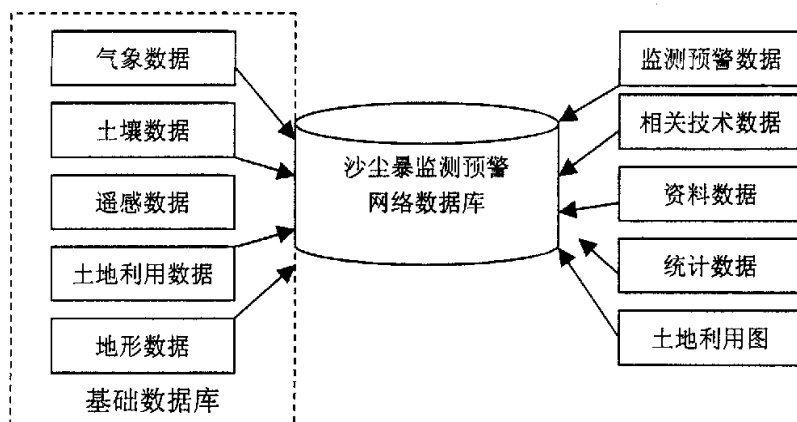 气象数据
土壤数据
遥感数据
土地利用数据
地形数据
基础数据库
沙尘暴监测预警
网络数据库
监测预警数据
相关技术数据
资料数据
统计数据
土地利用图